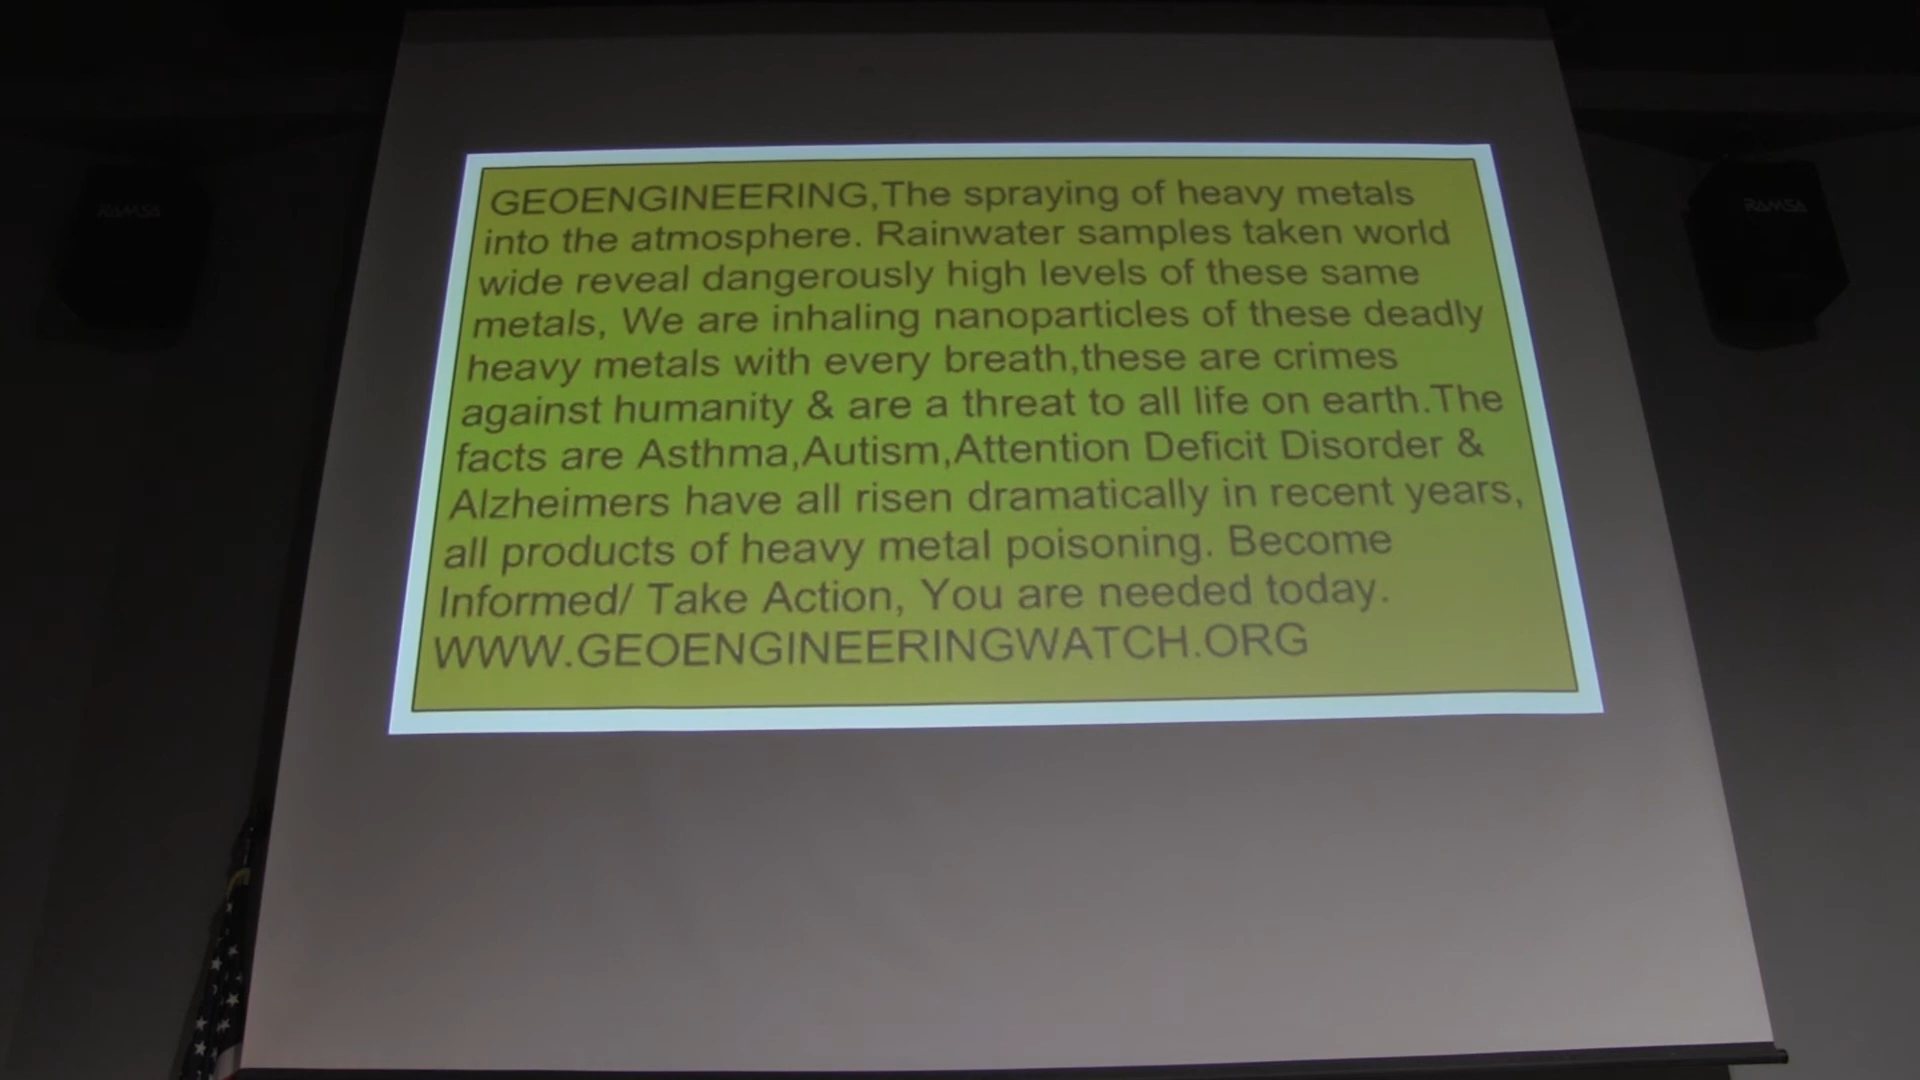 GEOENGINEERING,The spraying of heavy metals
into the atmosphere. Rainwater samples taken world
wide reveal dangerously high levels of these same
metals, We are inhaling nanoparticles of these deadly
heavy metals with every breath,these are crimes
against humanity & are a threat to all life on earth.The
facts are Asthma,Autism,Attention Deficit Disorder &
Alzheimers have all risen dramatically in recent years,
all products of heavy metal poisoning. Become
Informed/ Take Action, You are needed today.
WWW.GEOENGINEERINGWATCH.ORG
RAMSA
RAMSA